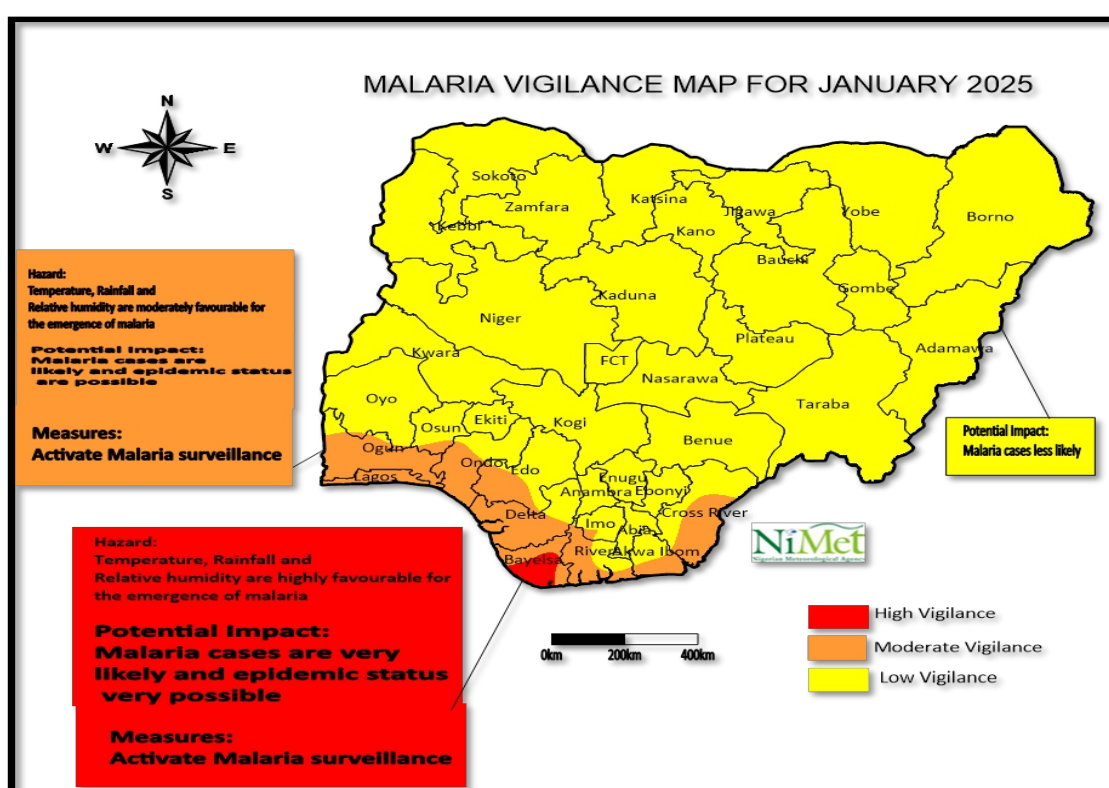 MALARIA VIGILANCE MAP FOR JANUARY 2025
N
W
E
S
Sokoto
Zamfara
Kebbi
Katsina
Jigawa
Kano
Yobe
Borno
Bauchi
Gombe
Kaduna
Niger
Plateau
Adamawa
Kwara
FCT
Nasarawa
Taraba
Oyo
Osun
Ekiti
Kogi
Benue
Ogun
Lagos
Ondo
Edo
Enugu
Anambra
Ebonyi
Delta
Imo
Abia
Cross River
Bayelsa
Rivers
Akwa Ibom
Hazard:
Temperature, Rainfall and
Relative humidity are moderately favourable for
the emergence of malaria
Potential Impact:
Malaria cases are
likely and epidemic status
are possible
Measures:
Activate Malaria surveillance
Potential Impact:
Malaria cases less likely
Hazard:
Temperature, Rainfall and
Relative humidity are highly favourable for
the emergence of malaria
Potential Impact:
Malaria cases are very
likely and epidemic status
very possible
Measures:
Activate Malaria surveillance
NiMet
Nigerian Meteorological Agency
0km
200km
400km
High Vigilance
Moderate Vigilance
Low Vigilance